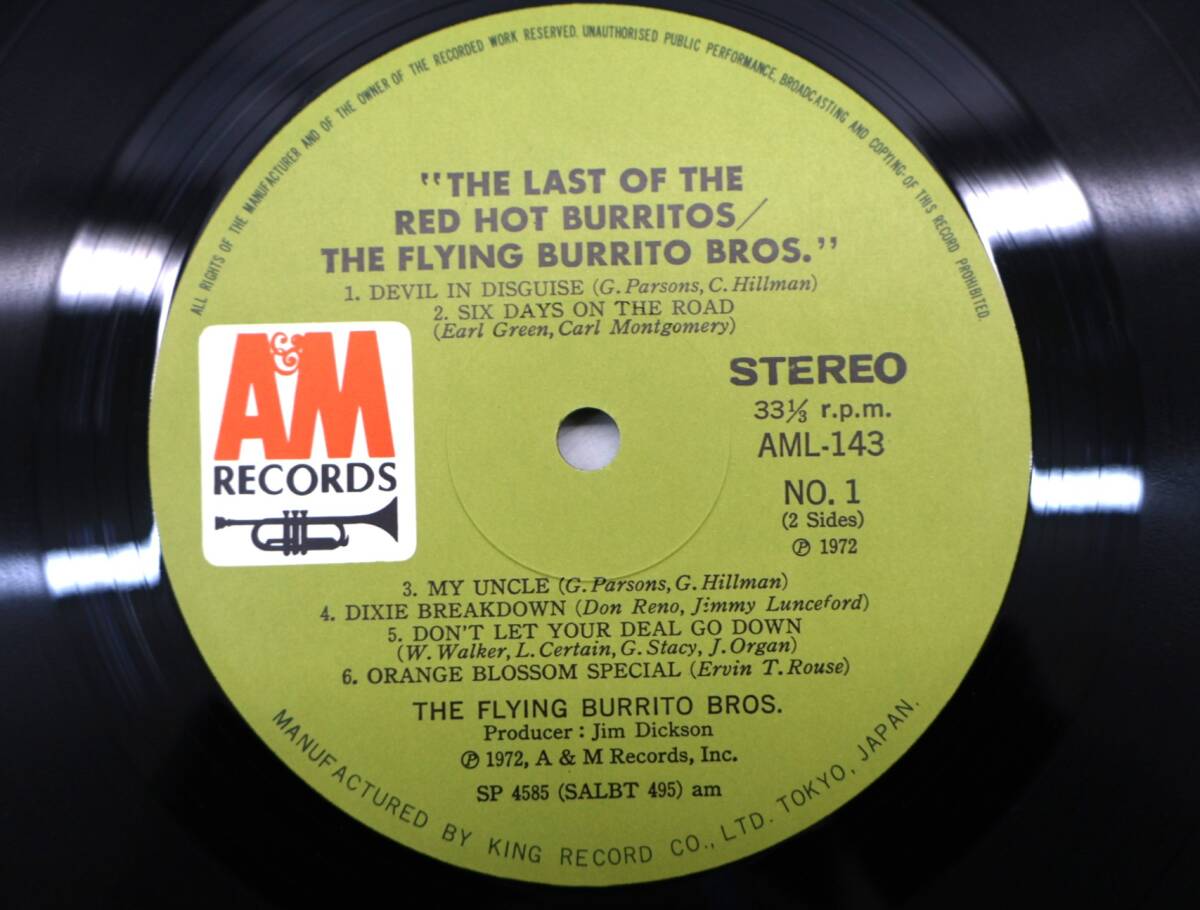 ALL RIGHTS OF THE MANUFACTURER AND OF THE OWNER OF THE RECORDED WORK RESERVED. UNAUTHORISED PUBLIC PERFORMANCE, BROADCASTING AND COPYING OF THIS RECORD PROHIBITED.
"THE LAST OF THE
RED HOT BURRITOS/
THE FLYING BURRITO BROS."
1. DEVIL IN DISGUISE (G. Parsons, C. Hillman)
2. SIX DAYS ON THE ROAD
(Earl Green, Carl Montgomery)
A&M
RECORDS
STEREO
33⅓ r.p.m.
AML-143
NO. 1
(2 Sides)
Ⓟ 1972
3. MY UNCLE (G. Parsons, G. Hillman)
4. DIXIE BREAKDOWN (Don Reno, Jimmy Lunceford)
5. DON'T LET YOUR DEAL GO DOWN
(W. Walker, L. Certain, G. Stacy, J. Organ)
6. ORANGE BLOSSOM SPECIAL (Ervin T. Rouse)
THE FLYING BURRITO BROS.
Producer : Jim Dickson
Ⓟ 1972, A & M Records, Inc.
SP 4585 (SALBT 495) am
MANUFACTURED BY KING RECORD CO., LTD. TOKYO, JAPAN.